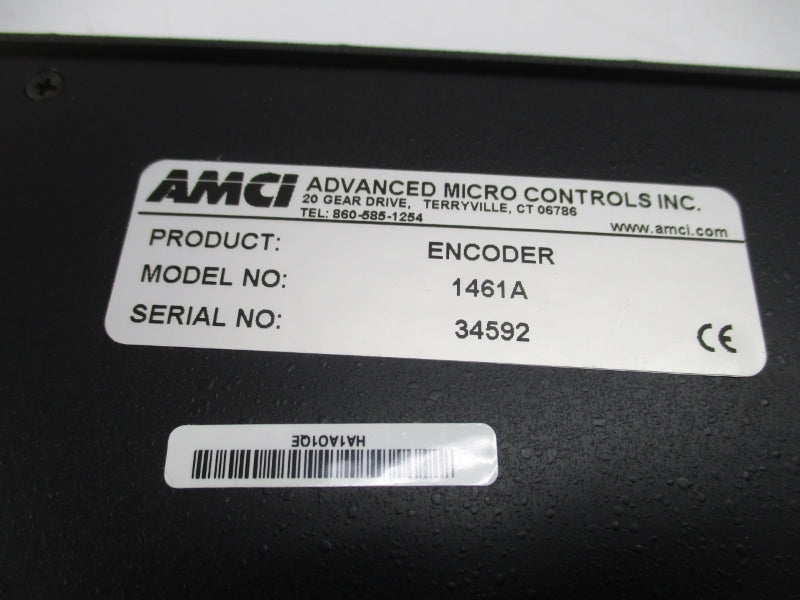 AMCI ADVANCED MICRO CONTROLS INC.
20 GEAR DRIVE, TERRYVILLE, CT 06786
TEL: 860-585-1254 www.amci.com
PRODUCT: ENCODER
MODEL NO: 1461A
SERIAL NO: 34592
CE
HA1A01QE